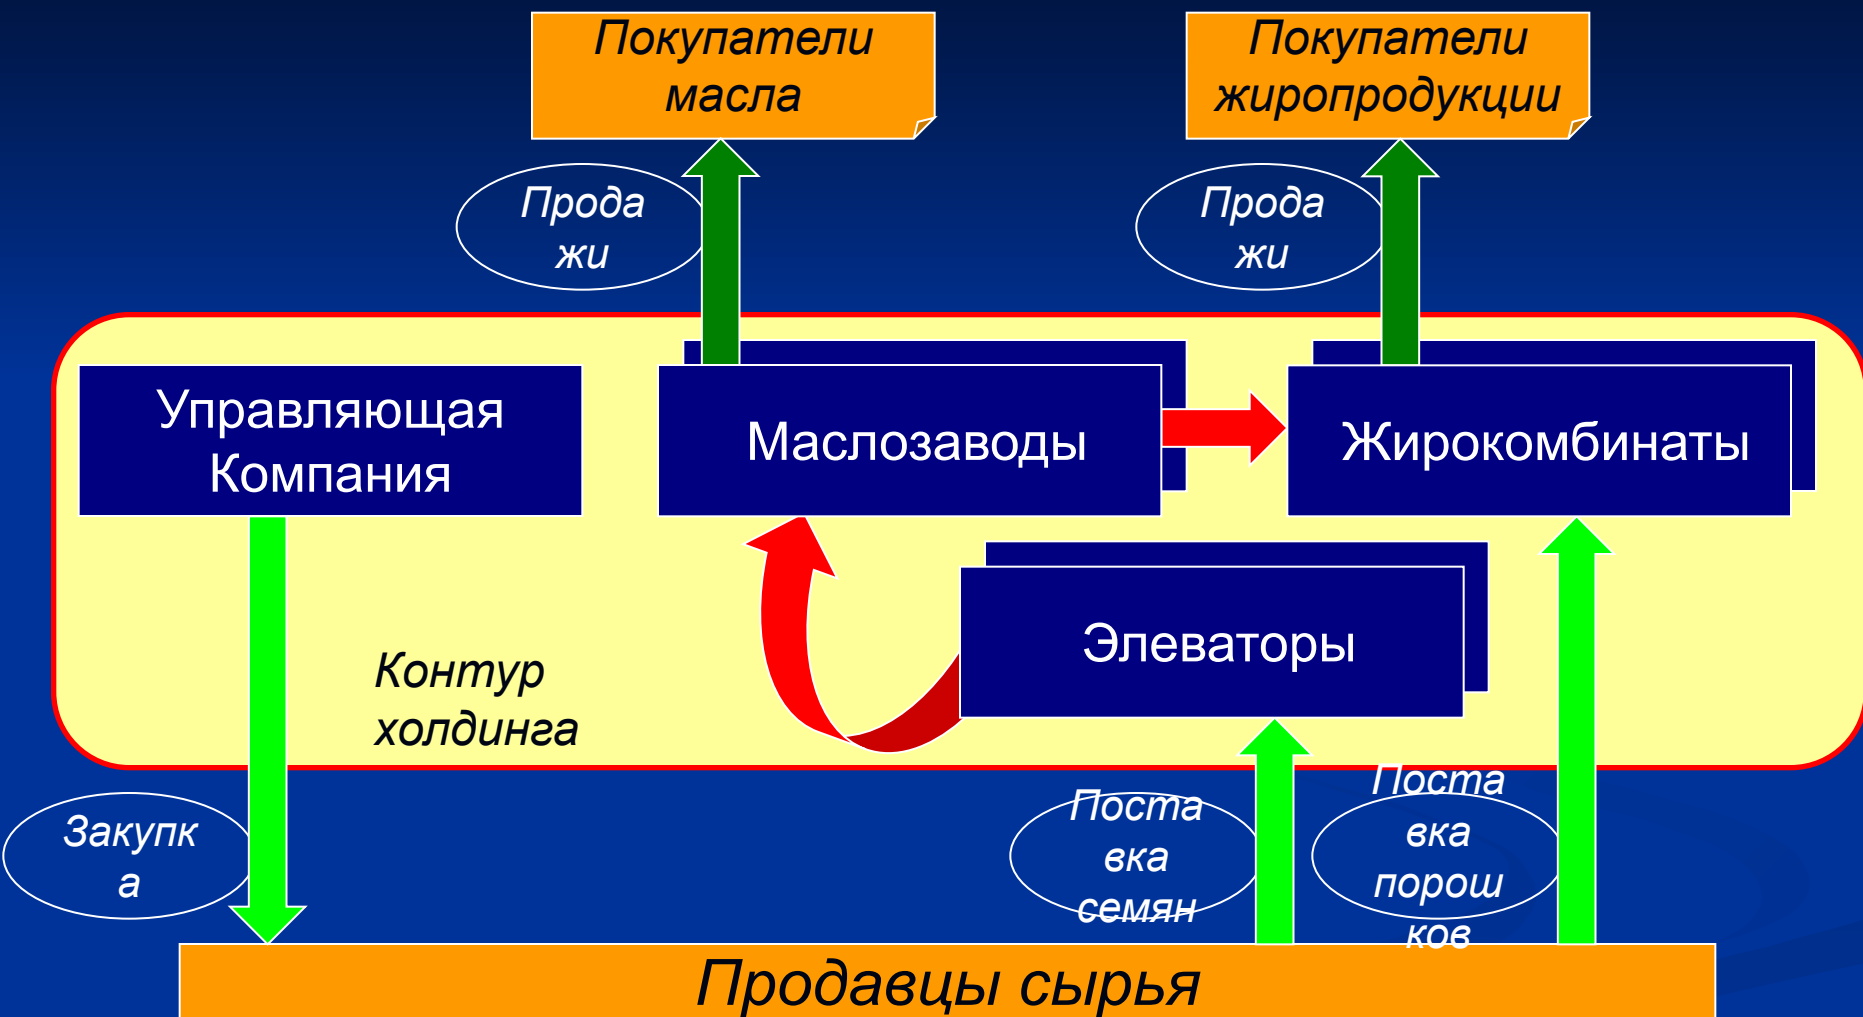 Покупатели
масла
Покупатели
жиропродукции
Прода
жи
Прода
жи
Управляющая
Компания
Маслозаводы
Жирокомбинаты
Элеваторы
Контур
холдинга
Закупк
а
Поста
вка
семян
Поста
вка
порош
ков
Продавцы сырья